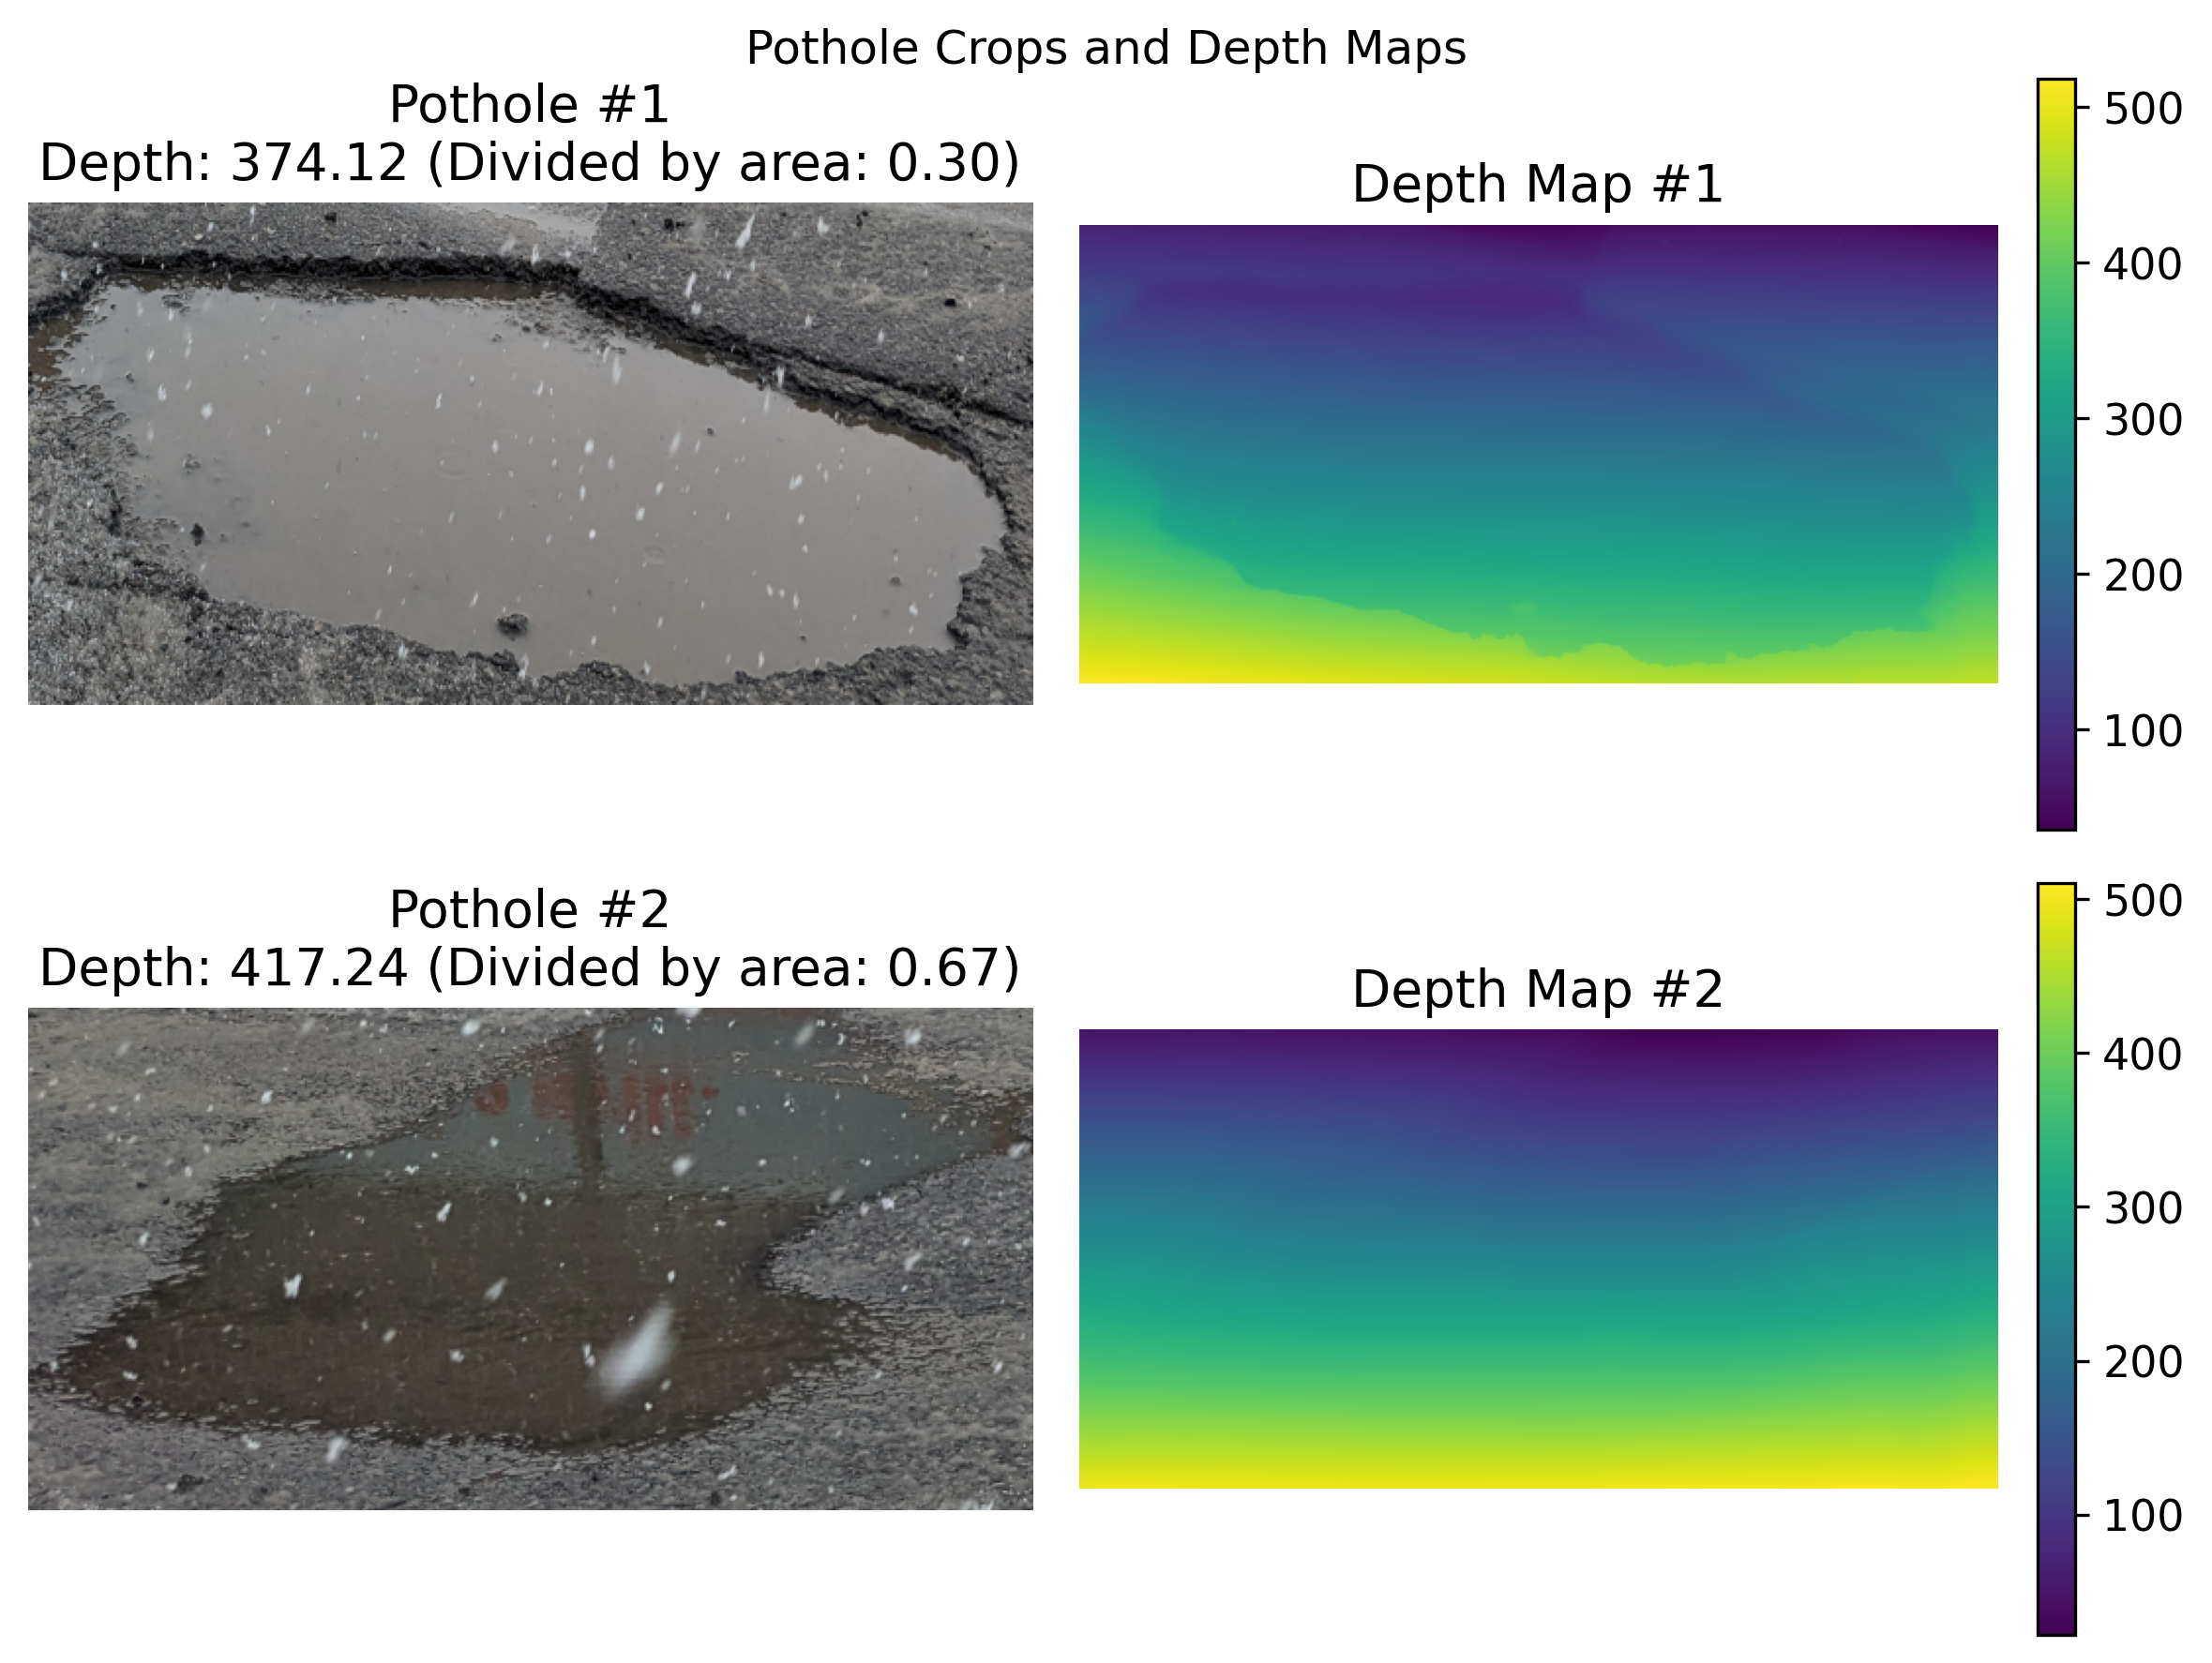 Pothole Crops and Depth Maps
Pothole #1
Depth: 374.12 (Divided by area: 0.30)
Depth Map #1
500
400
300
200
100
Pothole #2
Depth: 417.24 (Divided by area: 0.67)
Depth Map #2
500
400
300
200
100